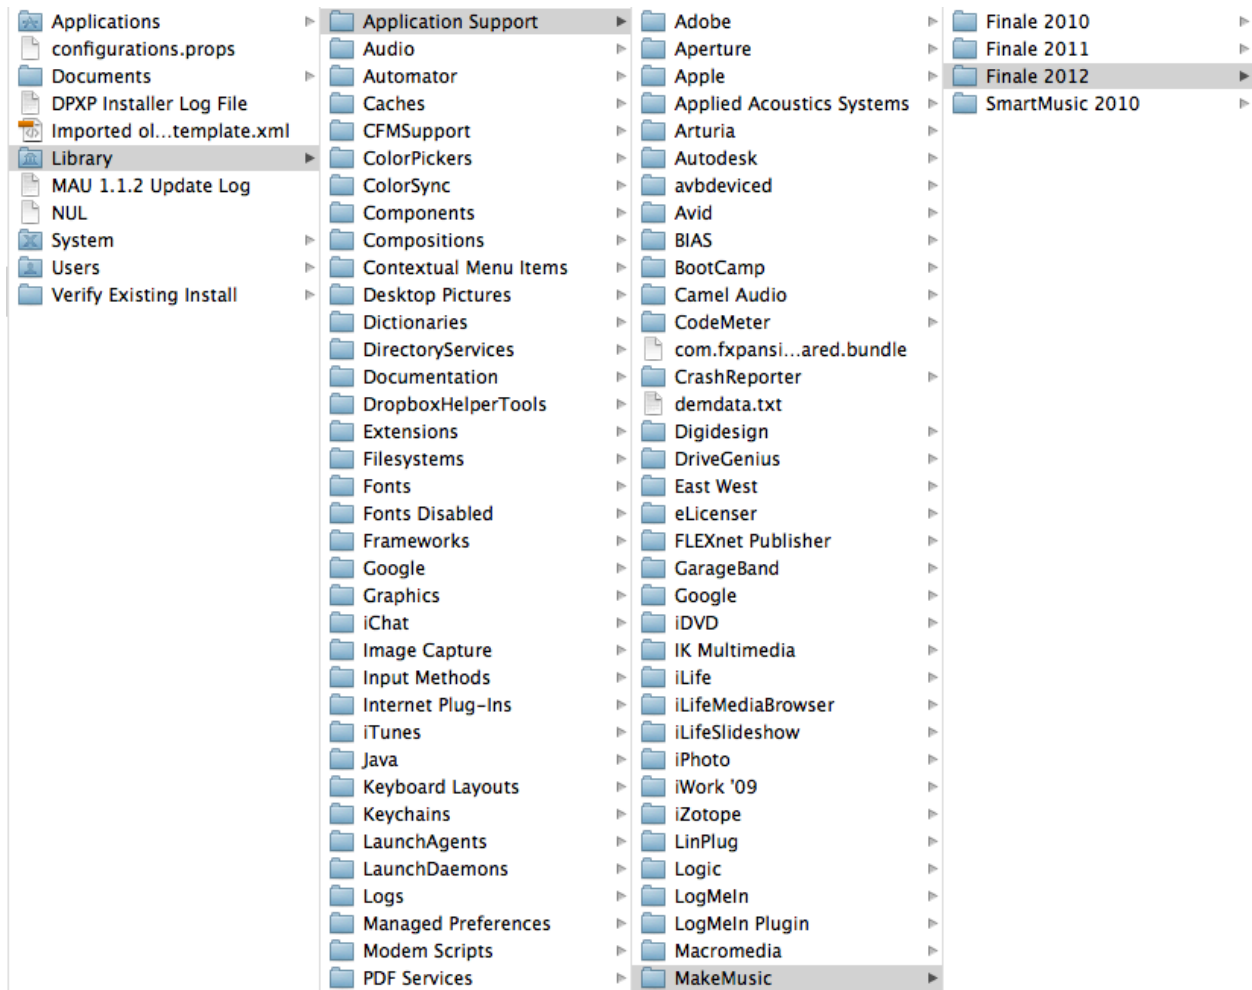 Applications
configurations.props
Documents
DPXP Installer Log File
Imported ol...template.xml
Library
MAU 1.1.2 Update Log
NUL
System
Users
Verify Existing Install
Application Support
Audio
Automator
Caches
CFMSupport
ColorPickers
ColorSync
Components
Compositions
Contextual Menu Items
Desktop Pictures
Dictionaries
DirectoryServices
Documentation
DropboxHelperTools
Extensions
Filesystems
Fonts
Fonts Disabled
Frameworks
Google
Graphics
iChat
Image Capture
Input Methods
Internet Plug-Ins
iTunes
Java
Keyboard Layouts
Keychains
LaunchAgents
LaunchDaemons
Logs
Managed Preferences
Modem Scripts
PDF Services
Adobe
Aperture
Apple
Applied Acoustics Systems
Arturia
Autodesk
avbdeviced
Avid
BIAS
BootCamp
Camel Audio
CodeMeter
com.fxpansi...ared.bundle
CrashReporter
demdata.txt
Digidesign
DriveGenius
East West
eLicenser
FLEXnet Publisher
GarageBand
Google
iDVD
IK Multimedia
iLife
iLifeMediaBrowser
iLifeSlideshow
iPhoto
iWork '09
iZotope
LinPlug
Logic
LogMeIn
LogMeIn Plugin
Macromedia
MakeMusic
Finale 2010
Finale 2011
Finale 2012
SmartMusic 2010